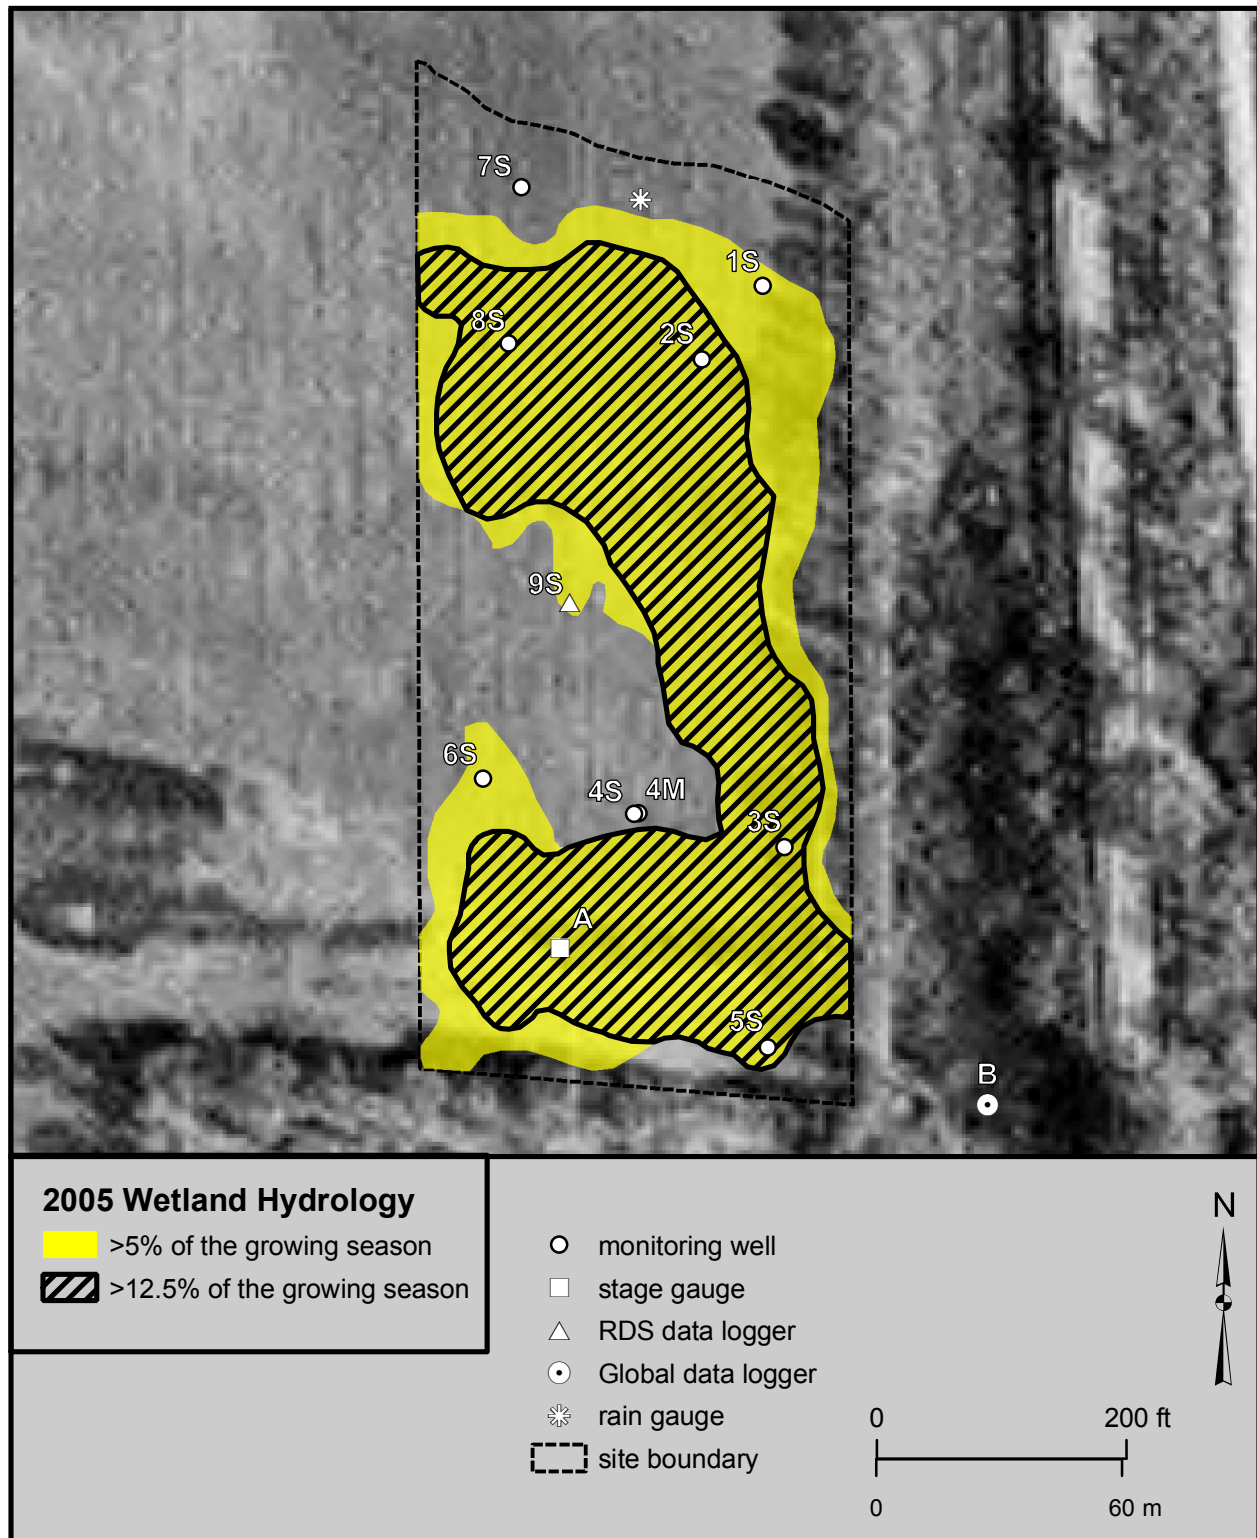 7S
1S
8S
2S
9S
6S
4S
4M
3S
A
5S
B
2005 Wetland Hydrology
>5% of the growing season
>12.5% of the growing season
monitoring well
stage gauge
RDS data logger
Global data logger
rain gauge
site boundary
N
0 200 ft
0 60 m